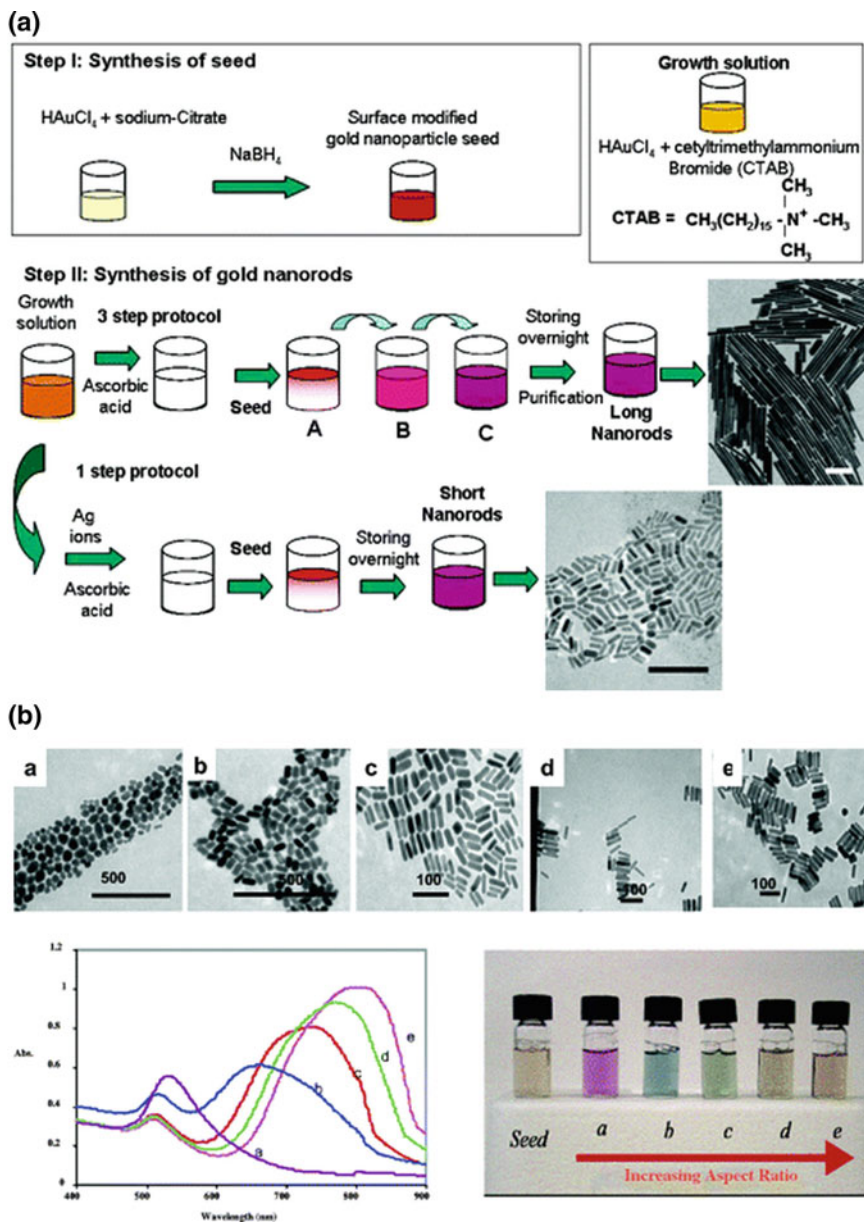 (a)
Step I: Synthesis of seed
HAuCl4 + sodium-Citrate
NaBH4
Surface modified
gold nanoparticle seed
Growth solution
HAuCl4 + cetyltrimethylammonium
Bromide (CTAB)
CH3
CTAB = CH3(CH2)15 -N+ -CH3
CH3
Step II: Synthesis of gold nanorods
Growth
solution
3 step protocol
Ascorbic
acid
Seed
A
B
C
Storing
overnight
Purification
Long
Nanorods
1 step protocol
Ag
ions
Ascorbic
acid
Seed
Storing
overnight
Short
Nanorods
(b)
a
500
b
500
c
100
d
100
e
100
1.2
1
0.8
0.6
0.4
0.2
0
Abs.
400
500
600
700
800
900
Wavelength (nm)
a
b
c
d
e
Seed
a
b
c
d
e
Increasing Aspect Ratio